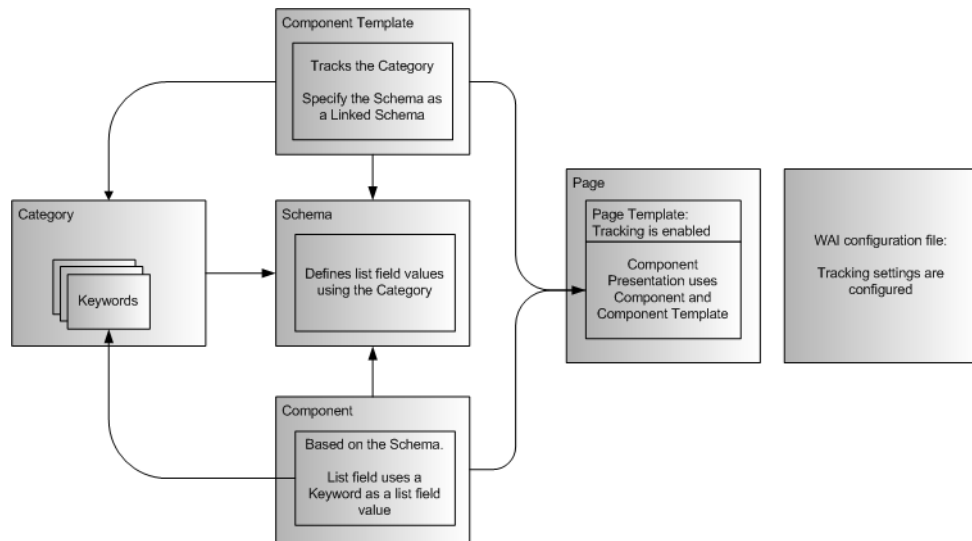 Component Template
Tracks the Category
Specify the Schema as
a Linked Schema
Category
Keywords
Schema
Defines list field values
using the Category
Component
Based on the Schema.
List field uses a
Keyword as a list field
value
Page
Page Template:
Tracking is enabled
Component
Presentation uses
Component and
Component Template
WAI configuration file:
Tracking settings are
configured